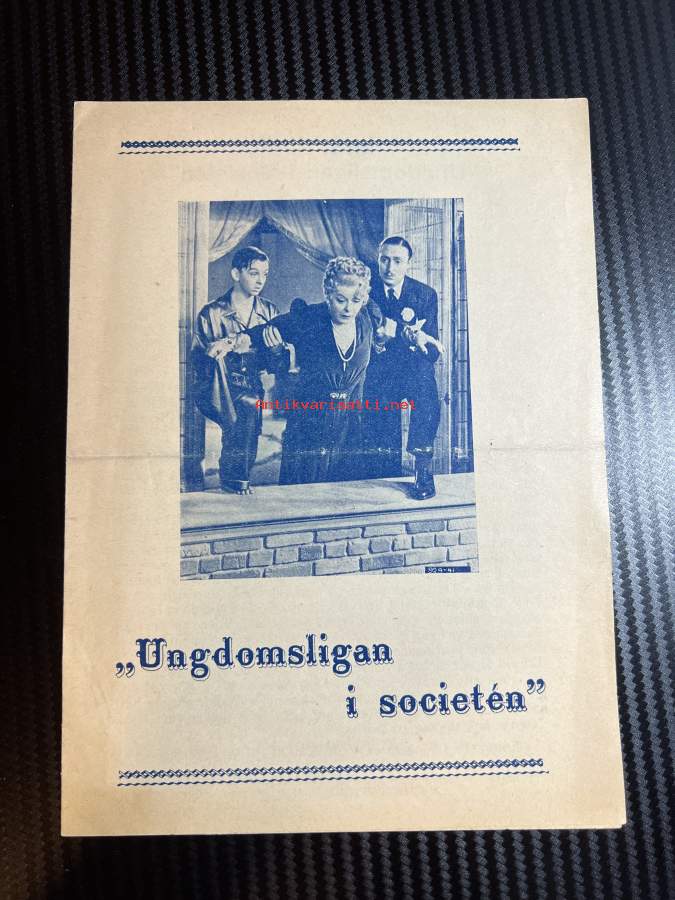 Antikvariaatti.net
„Ungdomsligan
i societén”